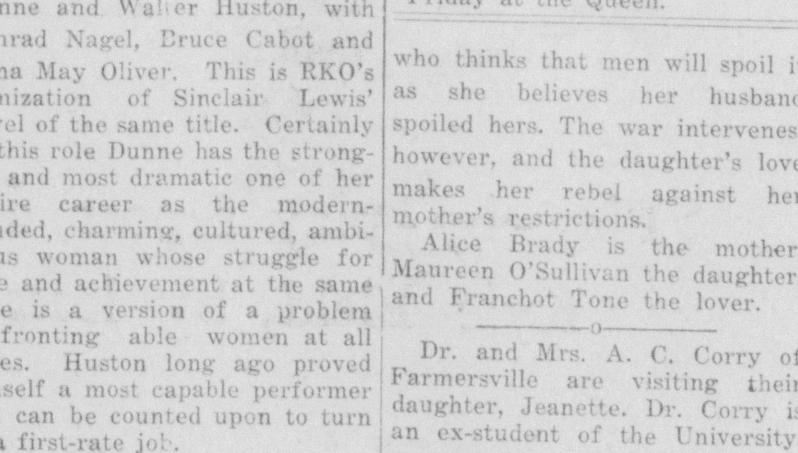 nne and Walter Huston, with
nrad Nagel, Bruce Cabot and
na May Oliver. This is RKO's
nization of Sinclair Lewis'
vel of the same title. Certainly
this role Dunne has the strong-
and most dramatic one of her
ire career as the modern-
nded, charming, cultured, ambi-
us woman whose struggle for
e and achievement at the same
e is a version of a problem
fronting able women at all
es. Huston long ago proved
self a most capable performer
can be counted upon to turn
a first-rate job.
Friday at the Queen.
who thinks that men will spoil i
as she believes her husband
spoiled hers. The war intervenes
however, and the daughter's love
makes her rebel against her
mother's restrictions.
Alice Brady is the mother
Maureen O'Sullivan the daughter
and Franchot Tone the lover.
o
Dr. and Mrs. A. C. Corry of
Farmersville are visiting their
daughter, Jeanette. Dr. Corry is
an ex-student of the University